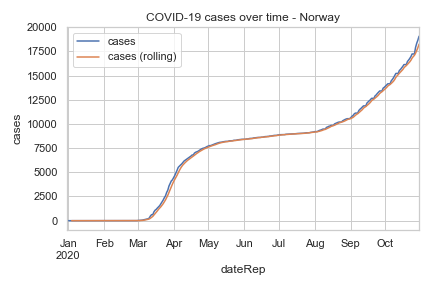 COVID-19 cases over time - Norway
cases
cases (rolling)
20000
17500
15000
12500
10000
7500
5000
2500
0
cases
Jan Feb Mar Apr May Jun Jul Aug Sep Oct
2020
dateRep